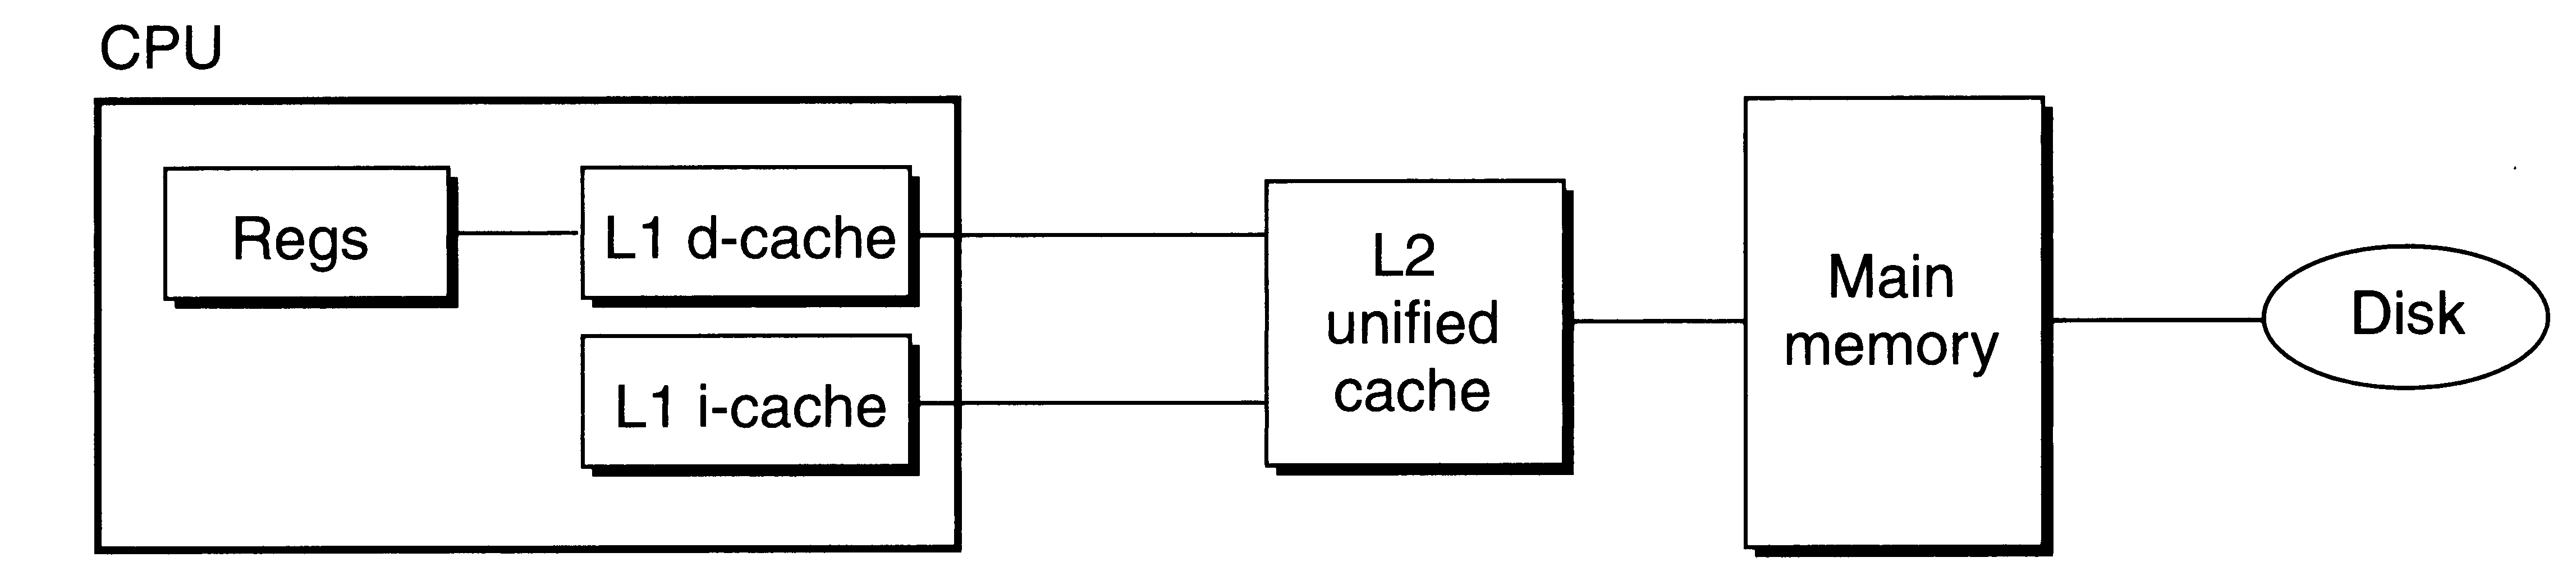 CPU
Regs
L1 d-cache
L1 i-cache
L2
unified
cache
Main
memory
Disk